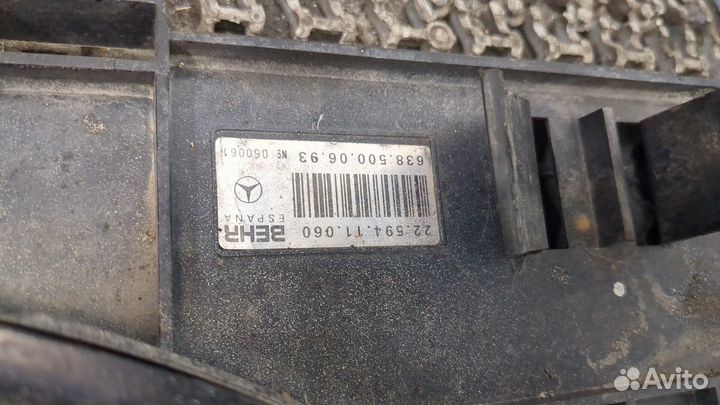 BEHR
ESPANA
22.594.11.060
638.500.06.93
Nº 050061
Avito